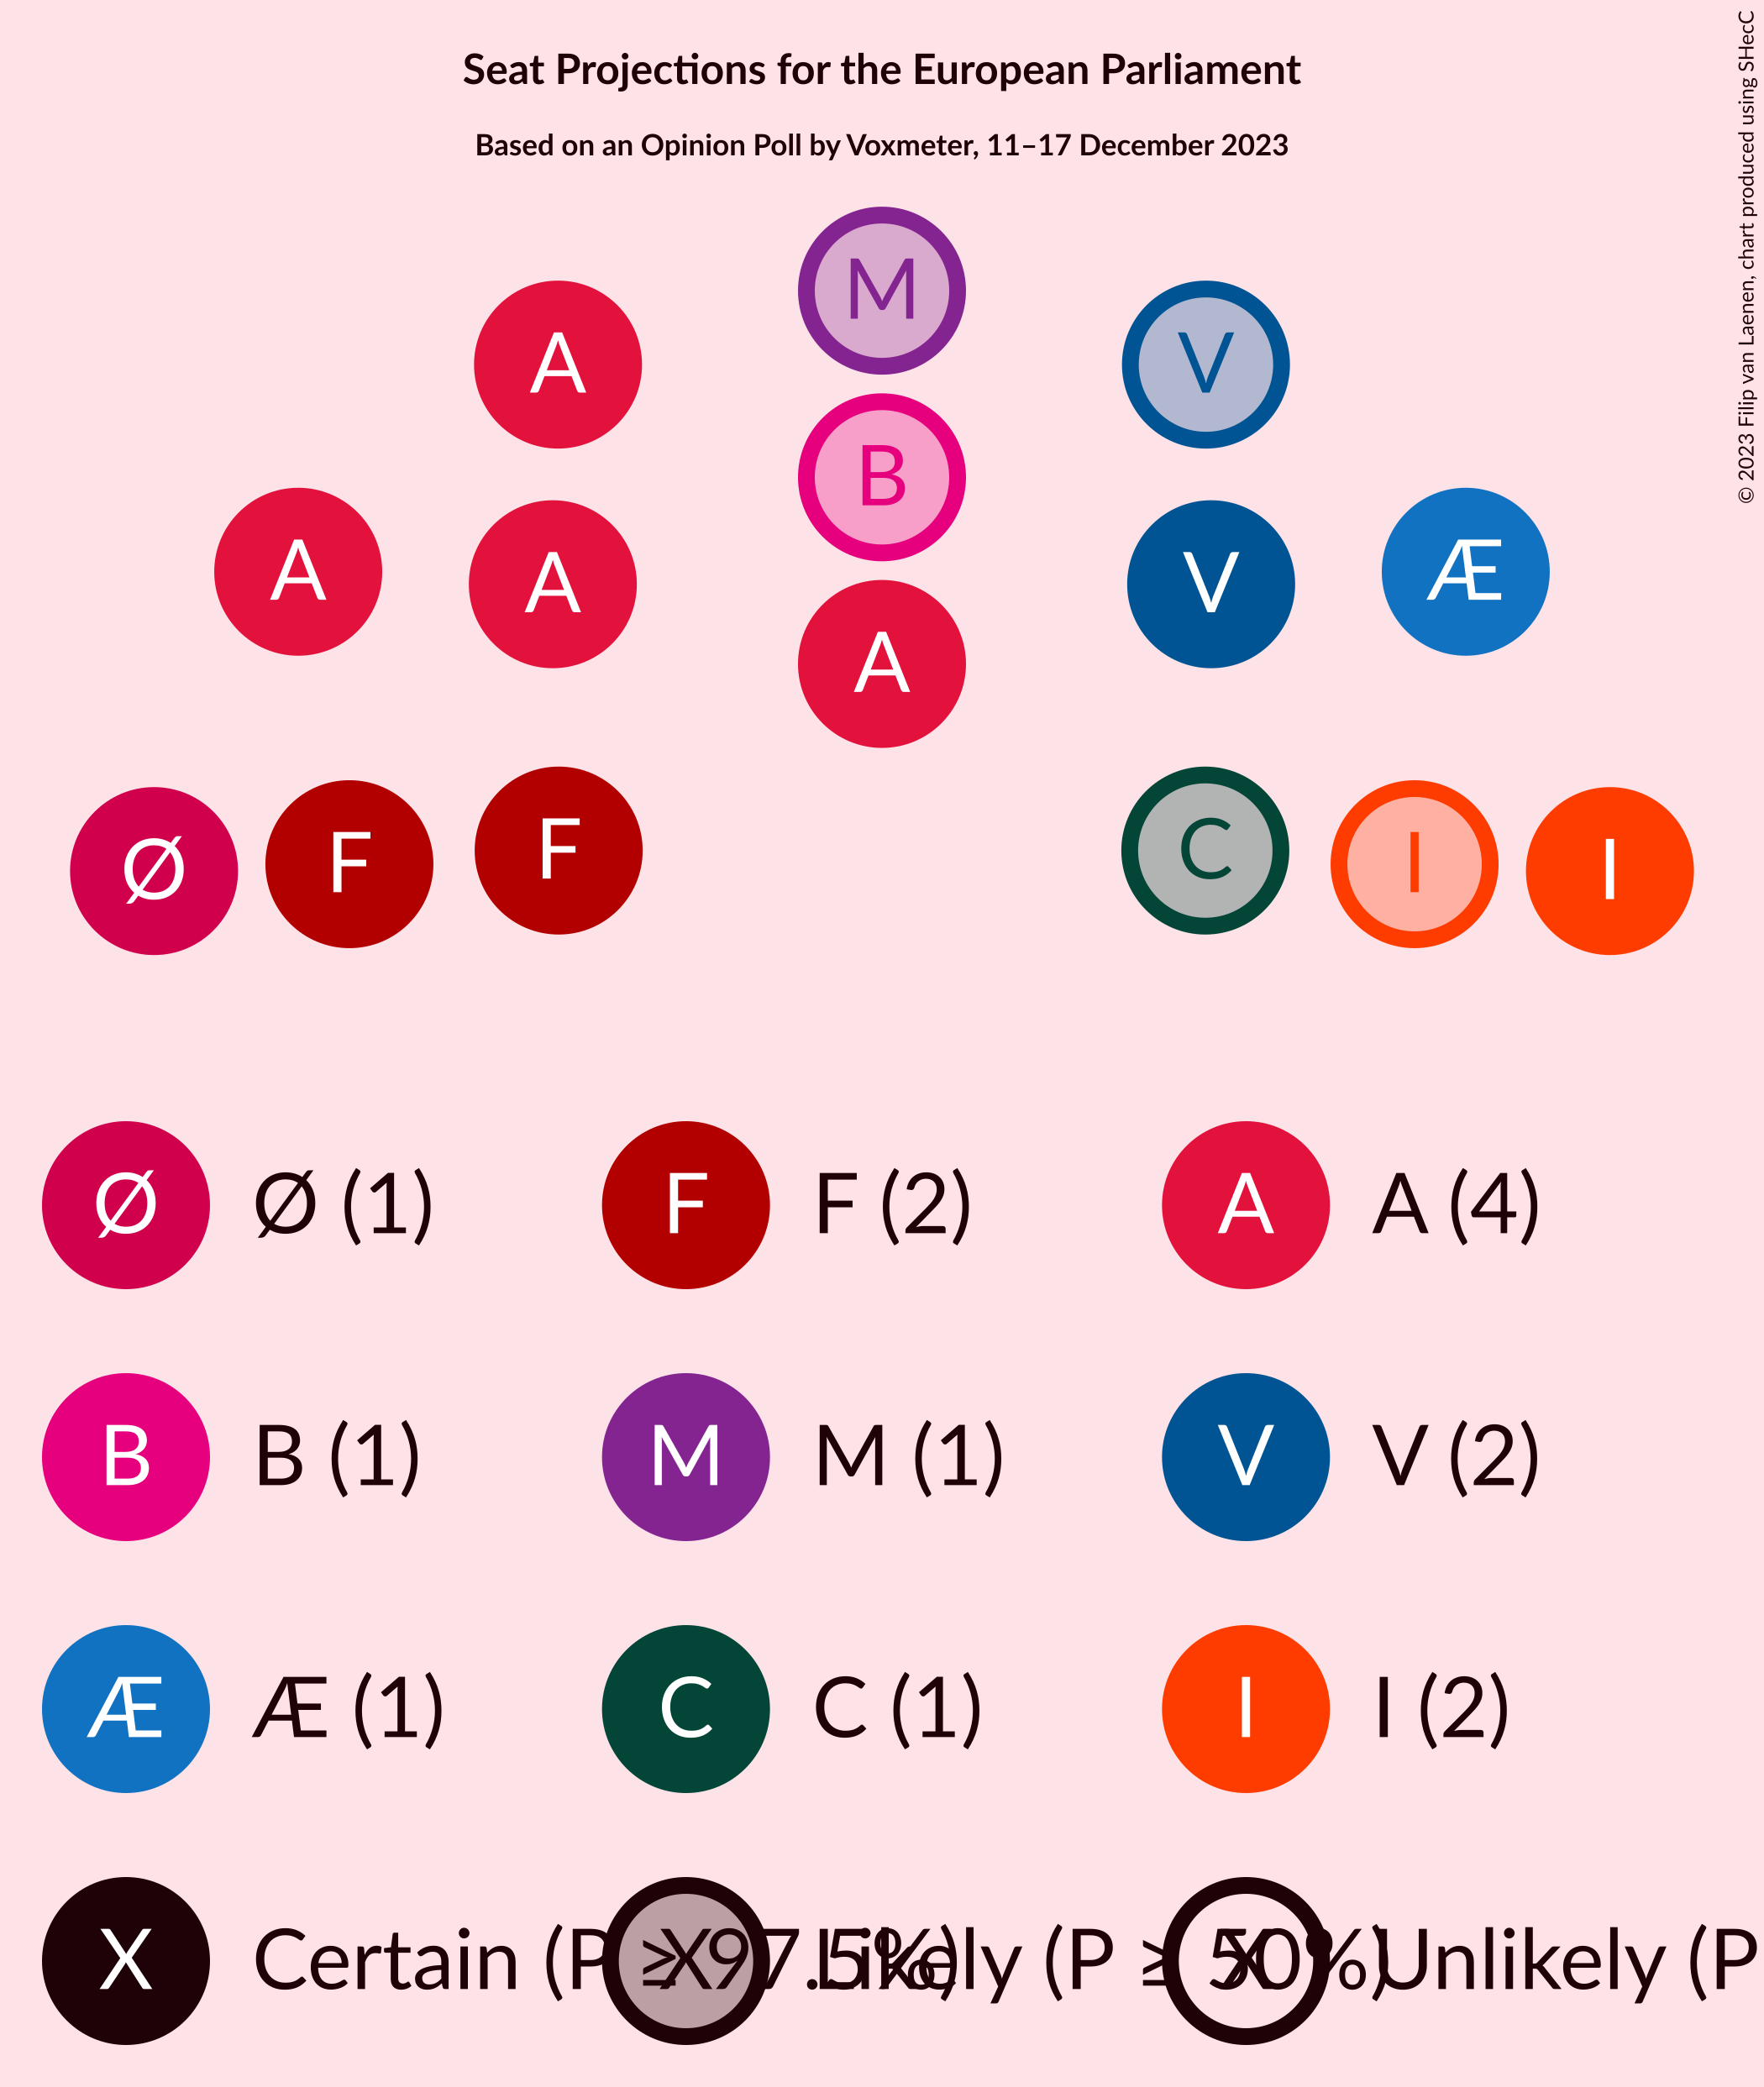 Seat Projections for the European Parliament
Based on an Opinion Poll by Voxmeter, 11–17 December 2023
© 2023 Filip van Laenen, chart produced using SHecC
M
A V
B
A A V Æ
A
Ø F F C I I
Ø Ø (1) F F (2) A A (4)
B B (1) M M (1) V V (2)
Æ Æ (1) C C (1) I I (2)
X Certain (P ≥ 97.5%) X Likely (P ≥ 50%) X Unlikely (P